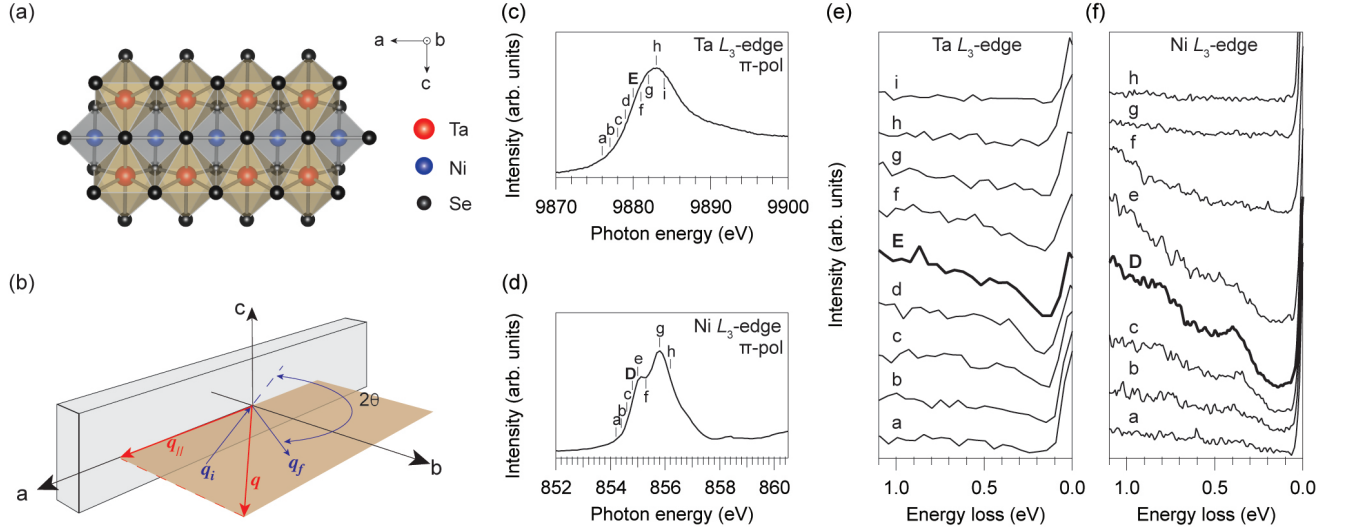 (a)
a
b
c
Ta
Ni
Se
(b)
c
2θ
q//
qi
qf
q
a
b
(c)
Ta L3-edge
π-pol
h
E
g
d
i
c
f
b
a
Intensity (arb. units)
9870 9880 9890 9900
Photon energy (eV)
(d)
Ni L3-edge
π-pol
g
e
h
D
c
f
b
a
Intensity (arb. units)
852 854 856 858 860
Photon energy (eV)
(e)
Ta L3-edge
i
h
g
f
E
d
c
b
a
Intensity (arb. units)
1.0 0.5 0.0
Energy loss (eV)
(f)
Ni L3-edge
h
g
f
e
D
c
b
a
1.0 0.5 0.0
Energy loss (eV)